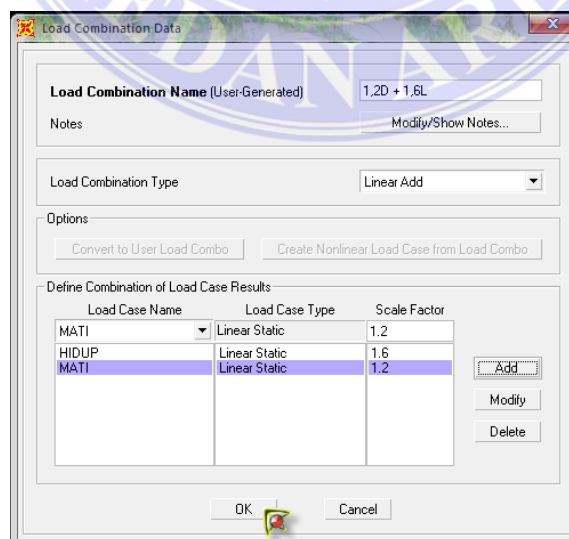 Load Combination Data
MEDAN AREA
Load Combination Name (User-Generated) 1,2D + 1,6L
Notes Modify/Show Notes...
Load Combination Type Linear Add
Options
Convert to User Load Combo Create Nonlinear Load Case from Load Combo
Define Combination of Load Case Results
Load Case Name Load Case Type Scale Factor
MATI Linear Static 1.2
HIDUP Linear Static 1.6
MATI Linear Static 1.2
Add
Modify
Delete
OK Cancel